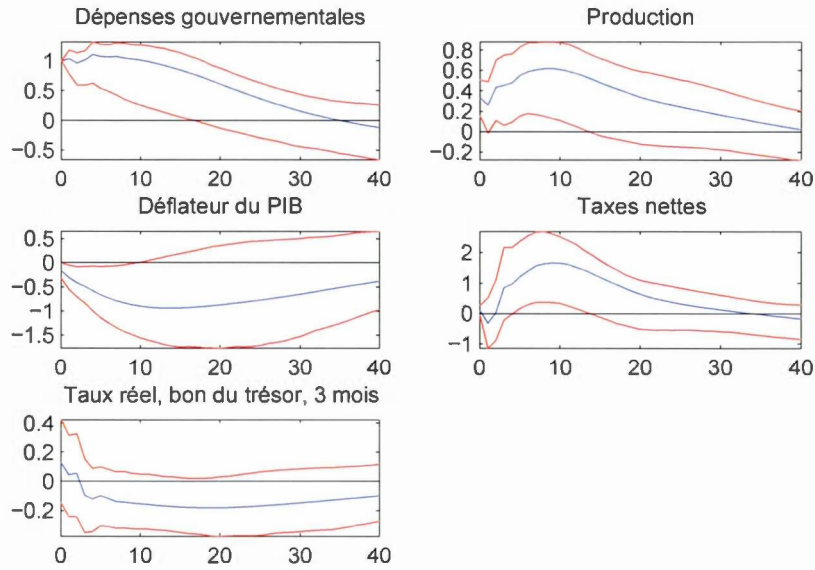 Dépenses gouvernementales
1
0.5
0
−0.5
0 10 20 30 40
Production
0.8
0.6
0.4
0.2
0
−0.2
0 10 20 30 40
Déflateur du PIB
0.5
0
−0.5
−1
−1.5
0 10 20 30 40
Taxes nettes
2
1
0
−1
0 10 20 30 40
Taux réel, bon du trésor, 3 mois
0.4
0.2
0
−0.2
0 10 20 30 40